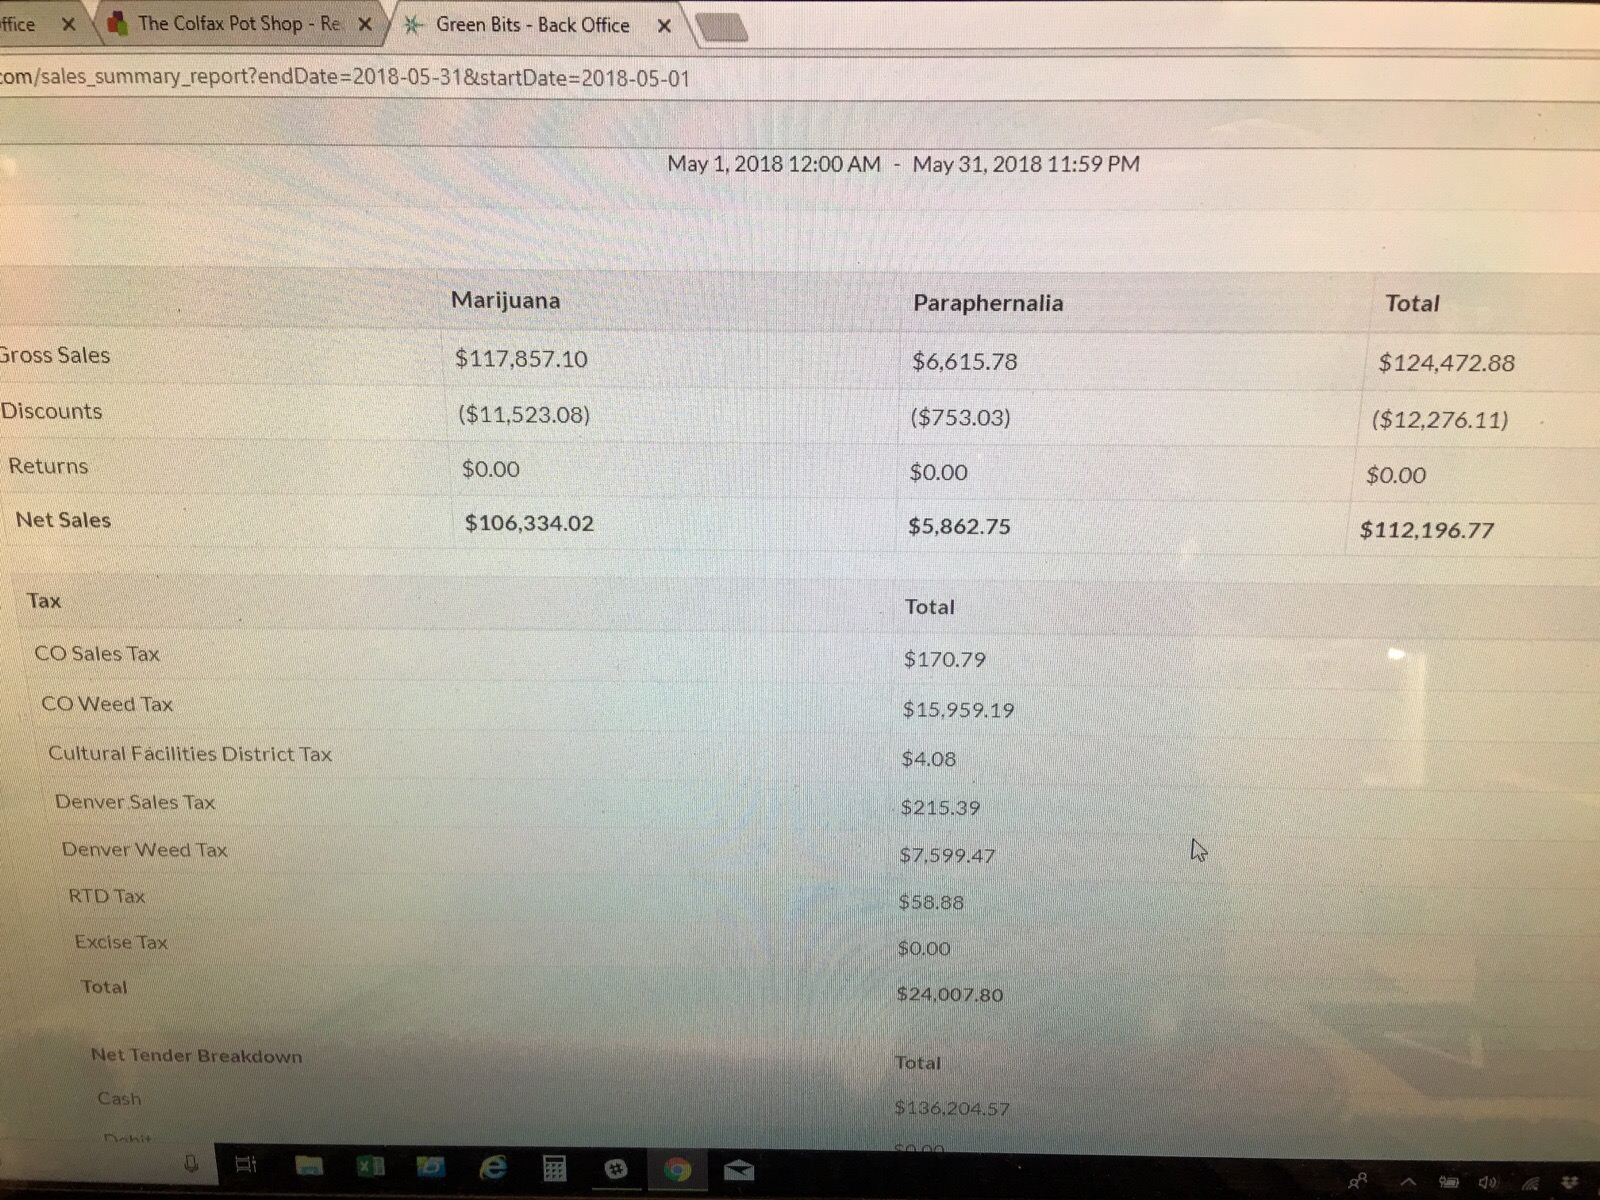 ffice
The Colfax Pot Shop - Re
Green Bits - Back Office
com/sales_summary_report?endDate=2018-05-31&startDate=2018-05-01
May 1, 2018 12:00 AM - May 31, 2018 11:59 PM
Marijuana Paraphernalia Total
Gross Sales $117,857.10 $6,615.78 $124,472.88
Discounts ($11,523.08) ($753.03) ($12,276.11)
Returns $0.00 $0.00 $0.00
Net Sales $106,334.02 $5,862.75 $112,196.77
Tax Total
CO Sales Tax $170.79
CO Weed Tax $15,959.19
Cultural Facilities District Tax $4.08
Denver Sales Tax $215.39
Denver Weed Tax $7,599.47
RTD Tax $58.88
Excise Tax $0.00
Total $24,007.80
Net Tender Breakdown Total
Cash $136,204.57
Debit $0.00